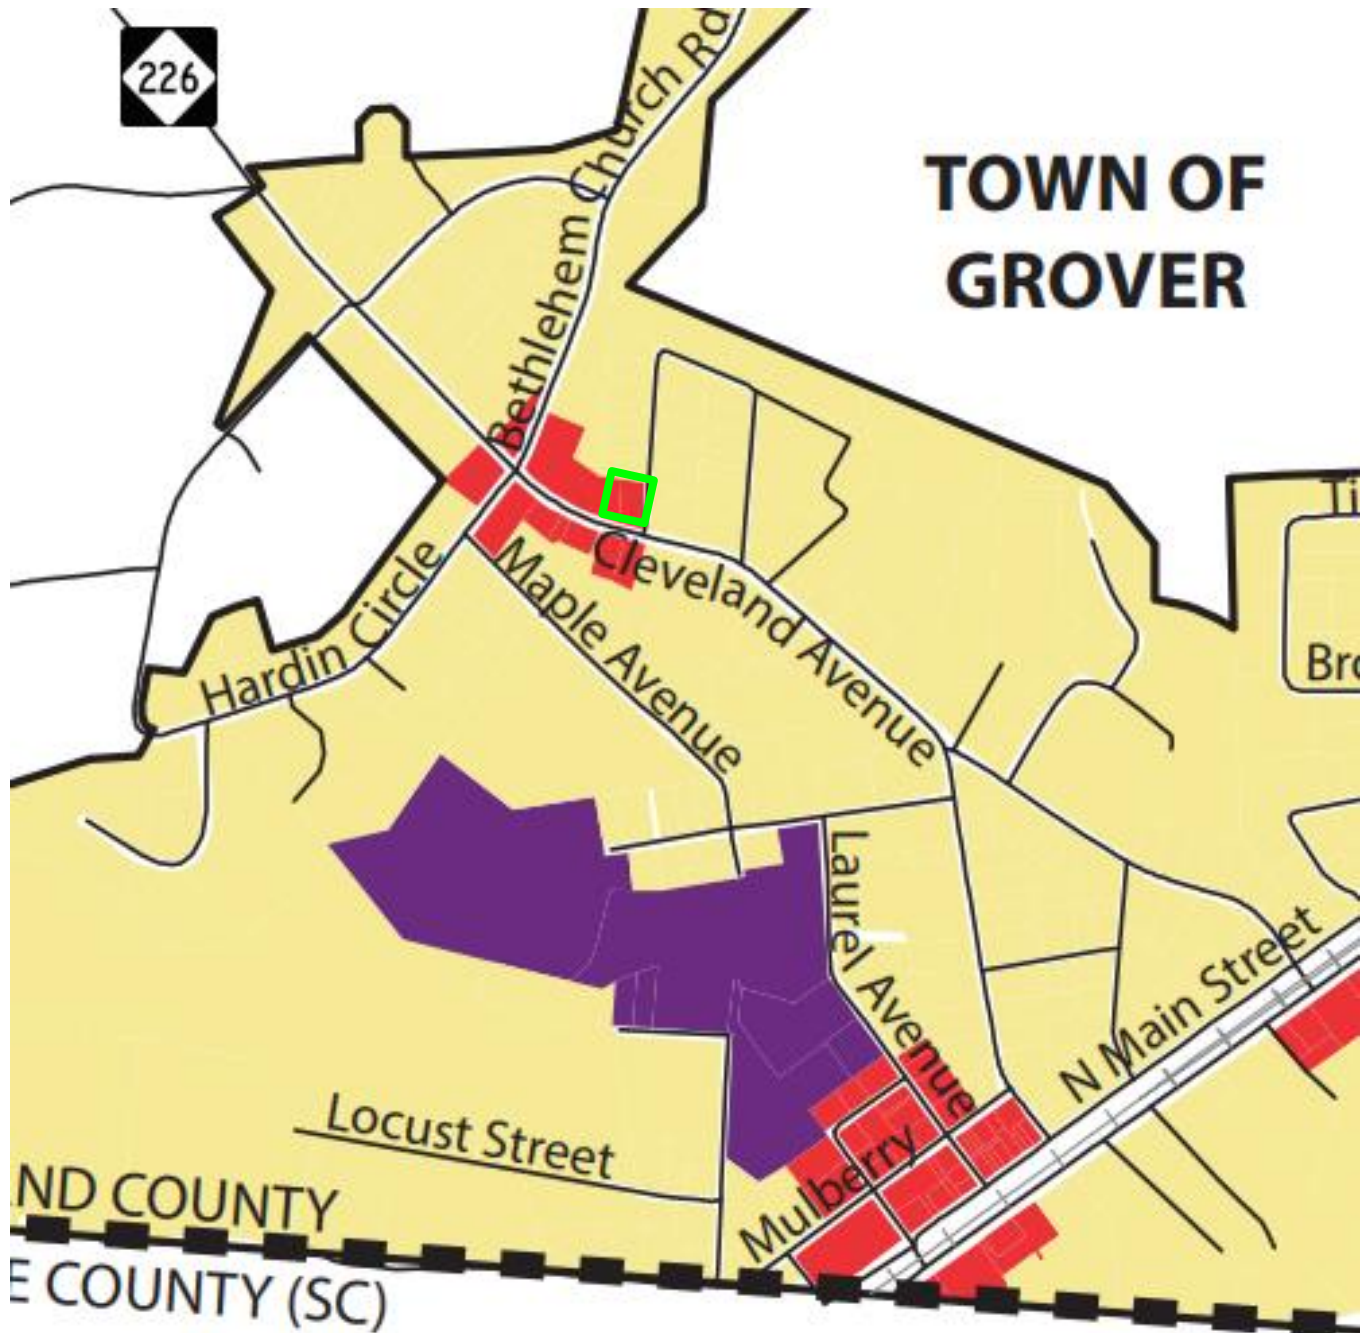 226
Bethlehem Church Rd
TOWN OF
GROVER
Cleveland Avenue
Maple Avenue
Hardin Circle
Ti
Bro
Laurel Avenue
N Main Street
Locust Street
Mulberry
ND COUNTY
E COUNTY (SC)